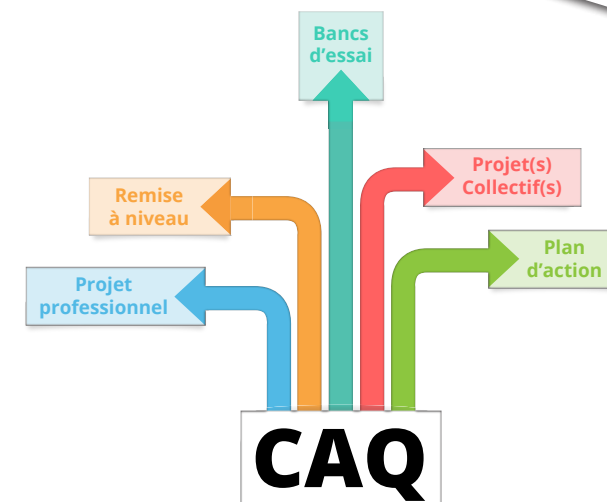 Bancs
d’essai
Projet(s)
Collectif(s)
Remise
à niveau
Plan
d’action
Projet
professionnel
CAQ